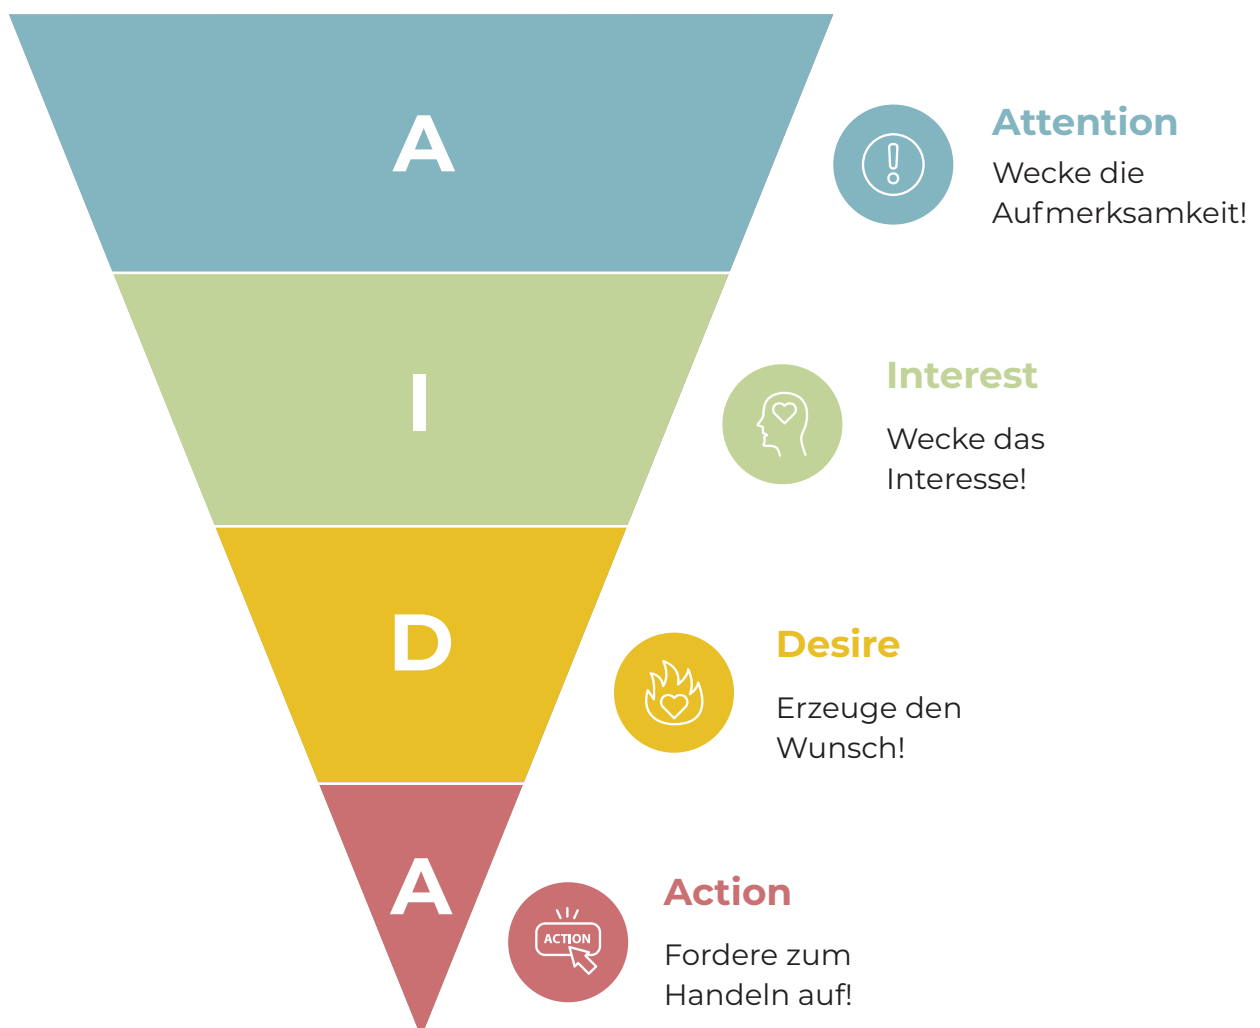 A
Attention
Wecke die
Aufmerksamkeit!
I
Interest
Wecke das
Interesse!
D
Desire
Erzeuge den
Wunsch!
A
Action
ACTION
Fordere zum
Handeln auf!